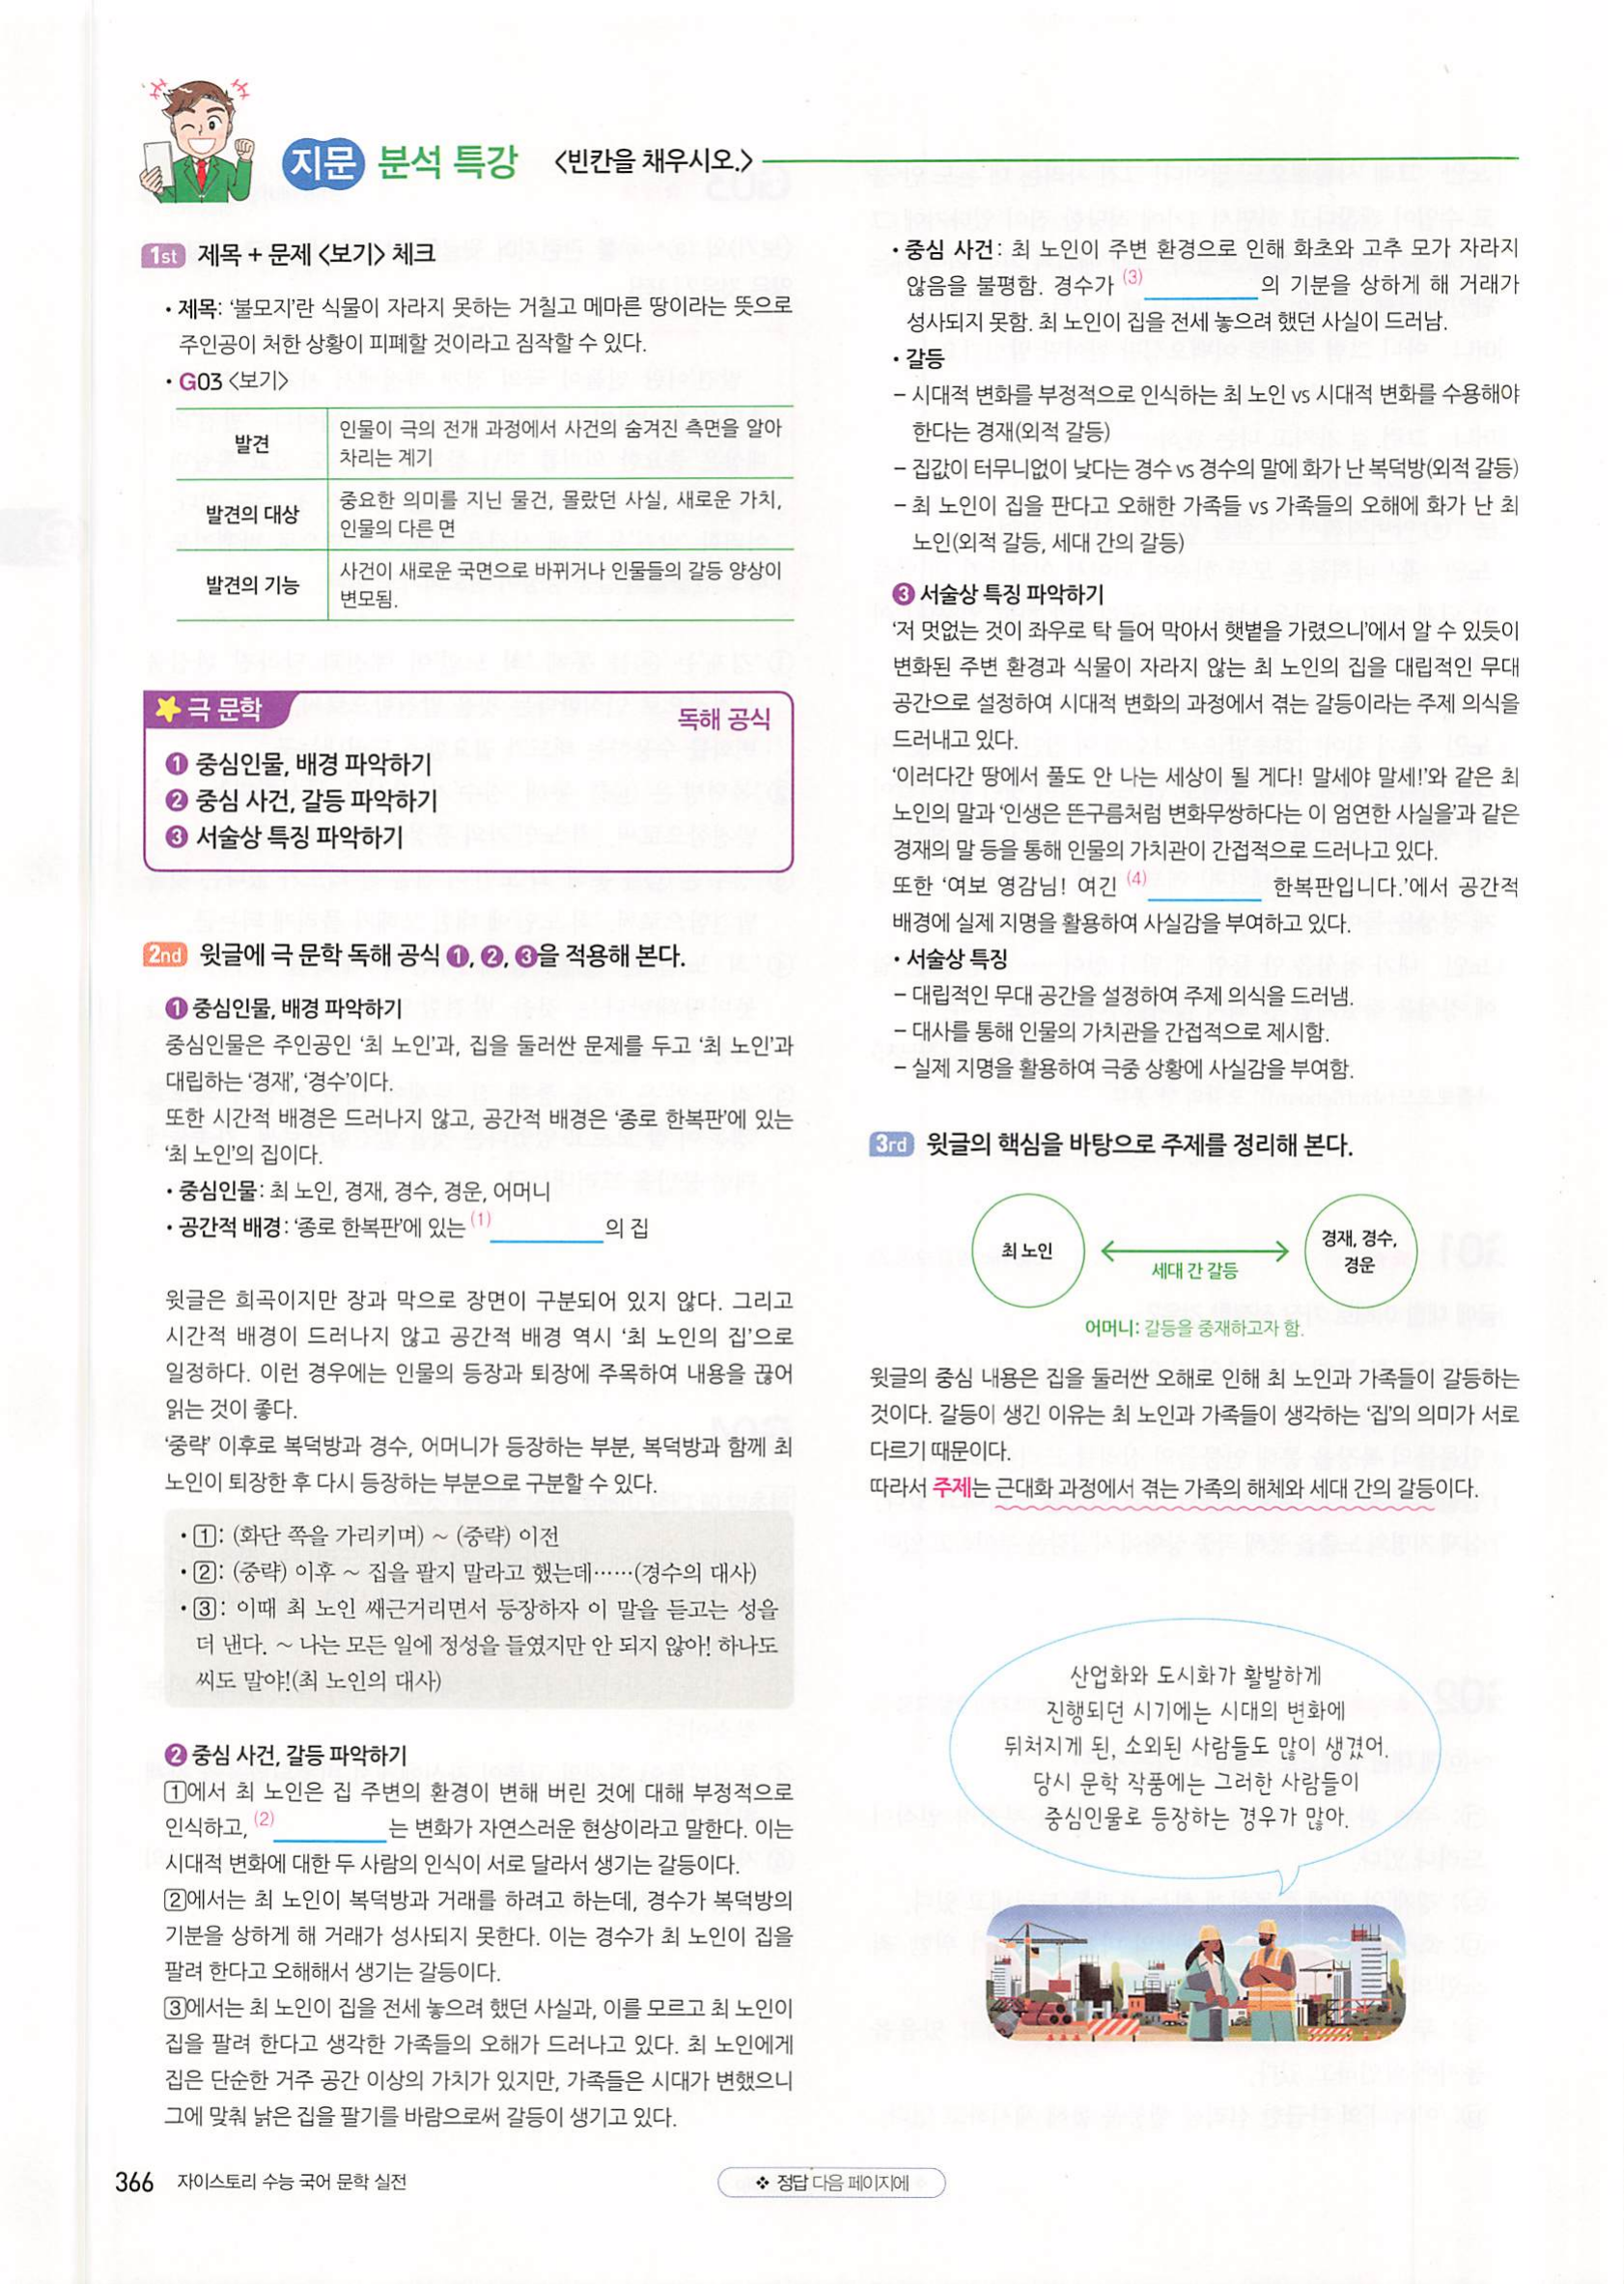 지문 분석 특강 <빈칸을 채우시오.>
1st 제목 + 문제 <보기> 체크
• 제목: ‘불모지’란 식물이 자라지 못하는 거칠고 메마른 땅이라는 뜻으로
주인공이 처한 상황이 피폐할 것이라고 짐작할 수 있다.
• G03 <보기>
발견 인물이 극의 전개 과정에서 사건의 숨겨진 측면을 알아
차리는 계기
발견의 대상 중요한 의미를 지닌 물건, 몰랐던 사실, 새로운 가치,
인물의 다른 면
발견의 기능 사건이 새로운 국면으로 바뀌거나 인물들의 갈등 양상이
변모됨.
극 문학 독해 공식
❶ 중심인물, 배경 파악하기
❷ 중심 사건, 갈등 파악하기
❸ 서술상 특징 파악하기
2nd 윗글에 극 문학 독해 공식 ❶, ❷, ❸을 적용해 본다.
❶ 중심인물, 배경 파악하기
중심인물은 주인공인 ‘최 노인’과, 집을 둘러싼 문제를 두고 ‘최 노인’과
대립하는 ‘경재’, ‘경수’이다.
또한 시간적 배경은 드러나지 않고, 공간적 배경은 ‘종로 한복판’에 있는
‘최 노인’의 집이다.
• 중심인물: 최 노인, 경재, 경수, 경운, 어머니
• 공간적 배경: ‘종로 한복판’에 있는 (1) 의 집
윗글은 희곡이지만 장과 막으로 장면이 구분되어 있지 않다. 그리고
시간적 배경이 드러나지 않고 공간적 배경 역시 ‘최 노인의 집’으로
일정하다. 이런 경우에는 인물의 등장과 퇴장에 주목하여 내용을 끊어
읽는 것이 좋다.
‘중략’ 이후로 복덕방과 경수, 어머니가 등장하는 부분, 복덕방과 함께 최
노인이 퇴장한 후 다시 등장하는 부분으로 구분할 수 있다.
• 1: (화단 쪽을 가리키며) ~ (중략) 이전
• 2: (중략) 이후 ~ 집을 팔지 말라고 했는데……(경수의 대사)
• 3: 이때 최 노인 쌔근거리면서 등장하자 이 말을 듣고는 성을
더 낸다. ~ 나는 모든 일에 정성을 들였지만 안 되지 않아! 하나도
씨도 말야!(최 노인의 대사)
❷ 중심 사건, 갈등 파악하기
1에서 최 노인은 집 주변의 환경이 변해 버린 것에 대해 부정적으로
인식하고, (2) 는 변화가 자연스러운 현상이라고 말한다. 이는
시대적 변화에 대한 두 사람의 인식이 서로 달라서 생기는 갈등이다.
2에서는 최 노인이 복덕방과 거래를 하려고 하는데, 경수가 복덕방의
기분을 상하게 해 거래가 성사되지 못한다. 이는 경수가 최 노인이 집을
팔려 한다고 오해해서 생기는 갈등이다.
3에서는 최 노인이 집을 전세 놓으려 했던 사실과, 이를 모르고 최 노인이
집을 팔려 한다고 생각한 가족들의 오해가 드러나고 있다. 최 노인에게
집은 단순한 거주 공간 이상의 가치가 있지만, 가족들은 시대가 변했으니
그에 맞춰 낡은 집을 팔기를 바람으로써 갈등이 생기고 있다.
• 중심 사건: 최 노인이 주변 환경으로 인해 화초와 고추 모가 자라지
않음을 불평함. 경수가 (3) 의 기분을 상하게 해 거래가
성사되지 못함. 최 노인이 집을 전세 놓으려 했던 사실이 드러남.
• 갈등
– 시대적 변화를 부정적으로 인식하는 최 노인 vs 시대적 변화를 수용해야
한다는 경재(외적 갈등)
– 집값이 터무니없이 낮다는 경수 vs 경수의 말에 화가 난 복덕방(외적 갈등)
– 최 노인이 집을 판다고 오해한 가족들 vs 가족들의 오해에 화가 난 최
노인(외적 갈등, 세대 간의 갈등)
❸ 서술상 특징 파악하기
‘저 멋없는 것이 좌우로 탁 들어 막아서 햇볕을 가렸으니’에서 알 수 있듯이
변화된 주변 환경과 식물이 자라지 않는 최 노인의 집을 대립적인 무대
공간으로 설정하여 시대적 변화의 과정에서 겪는 갈등이라는 주제 의식을
드러내고 있다.
‘이러다간 땅에서 풀도 안 나는 세상이 될 게다! 말세야 말세!’와 같은 최
노인의 말과 ‘인생은 뜬구름처럼 변화무쌍하다는 이 엄연한 사실을’과 같은
경재의 말 등을 통해 인물의 가치관이 간접적으로 드러나고 있다.
또한 ‘여보 영감님! 여긴 (4) 한복판입니다.’에서 공간적
배경에 실제 지명을 활용하여 사실감을 부여하고 있다.
• 서술상 특징
– 대립적인 무대 공간을 설정하여 주제 의식을 드러냄.
– 대사를 통해 인물의 가치관을 간접적으로 제시함.
– 실제 지명을 활용하여 극중 상황에 사실감을 부여함.
3rd 윗글의 핵심을 바탕으로 주제를 정리해 본다.
최 노인
세대 간 갈등
경재, 경수,
경운
어머니: 갈등을 중재하고자 함.
윗글의 중심 내용은 집을 둘러싼 오해로 인해 최 노인과 가족들이 갈등하는
것이다. 갈등이 생긴 이유는 최 노인과 가족들이 생각하는 ‘집’의 의미가 서로
다르기 때문이다.
따라서 주제는 근대화 과정에서 겪는 가족의 해체와 세대 간의 갈등이다.
산업화와 도시화가 활발하게
진행되던 시기에는 시대의 변화에
뒤처지게 된, 소외된 사람들도 많이 생겼어.
당시 문학 작품에는 그러한 사람들이
중심인물로 등장하는 경우가 많아.
366 자이스토리 수능 국어 문학 실전
❖ 정답 다음 페이지에